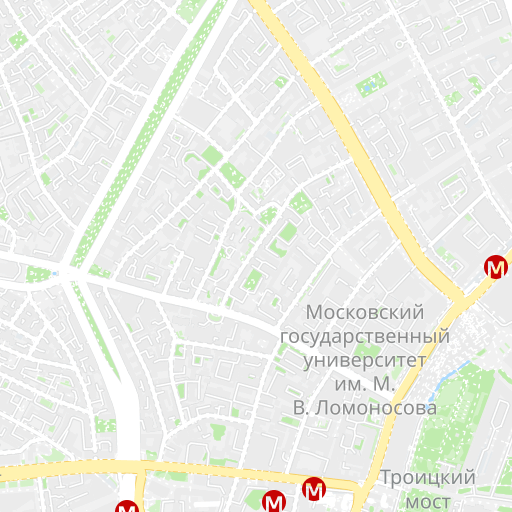 М
Московский
государственный
университет
им. М.
В. Ломоносова
Троицкий
мост
М
М
М